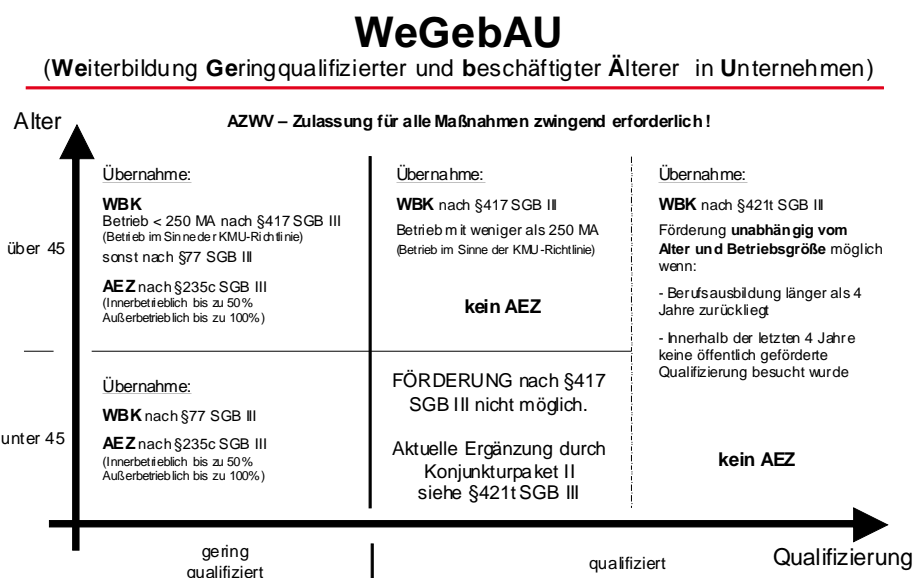 WeGebAU
(Weiterbildung Geringqualifizierter und beschäftigter Älterer in Unternehmen)
Alter
AZWV – Zulassung für alle Maßnahmen zwingend erforderlich!
über 45
Übernahme:
WBK
Betrieb < 250 MA nach §417 SGB III
(Betrieb im Sinne der KMU-Richtlinie)
sonst nach §77 SGB III
AEZ nach §235c SGB III
(Innerbetrieblich bis zu 50%
Außerbetrieblich bis zu 100%)
Übernahme:
WBK nach §417 SGB III
Betrieb mit weniger als 250 MA
(Betrieb im Sinne der KMU-Richtlinie)
kein AEZ
Übernahme:
WBK nach §421t SGB III
Förderung unabhängig vom
Alter und Betriebsgröße möglich
wenn:
- Berufsausbildung länger als 4
Jahre zurückliegt
- Innerhalb der letzten 4 Jahre
keine öffentlich geförderte
Qualifizierung besucht wurde
kein AEZ
unter 45
Übernahme:
WBK nach §77 SGB III
AEZ nach §235c SGB III
(Innerbetrieblich bis zu 50%
Außerbetrieblich bis zu 100%)
FÖRDERUNG nach §417
SGB III nicht möglich.
Aktuelle Ergänzung durch
Konjunkturpaket II
siehe §421t SGB III
gering
qualifiziert
qualifiziert
Qualifizierung